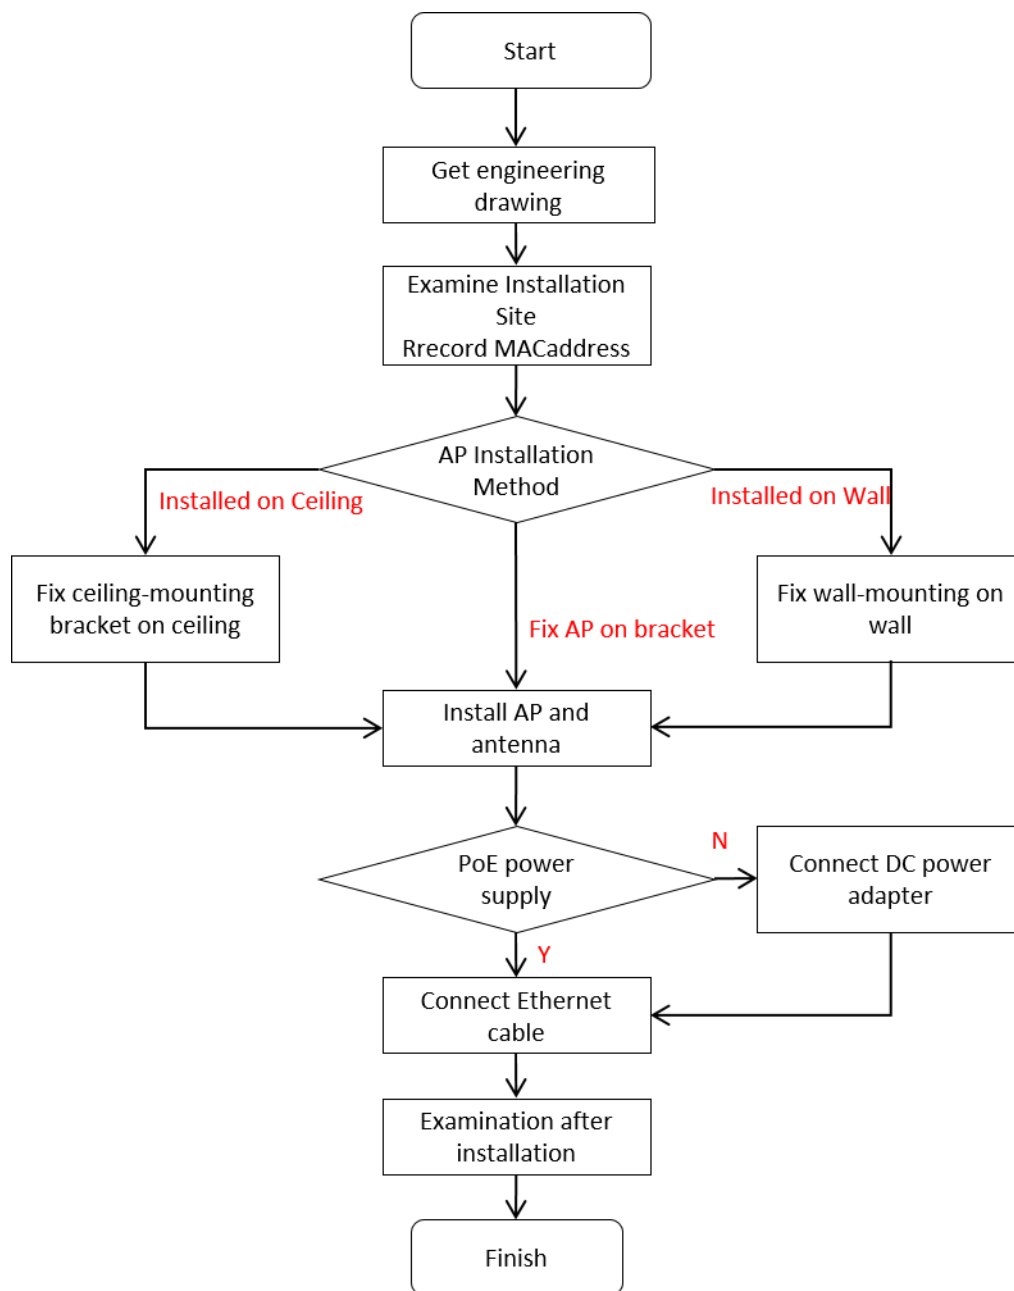 Start
Get engineering
drawing
Examine Installation
Site
Rrecord MACaddress
AP Installation
Method
Installed on Ceiling
Installed on Wall
Fix ceiling-mounting
bracket on ceiling
Fix AP on bracket
Fix wall-mounting on
wall
Install AP and
antenna
PoE power
supply
N
Connect DC power
adapter
Y
Connect Ethernet
cable
Examination after
installation
Finish